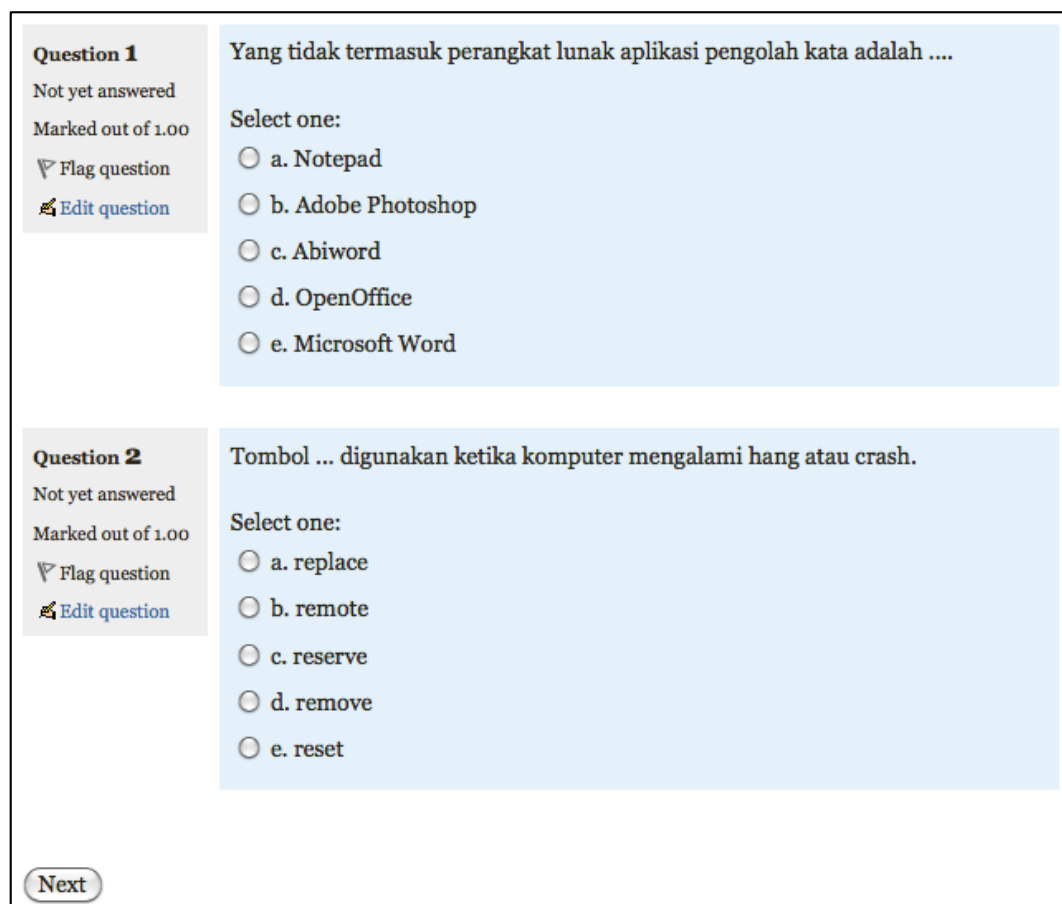 Question 1
Not yet answered
Marked out of 1.00
Flag question
Edit question
Yang tidak termasuk perangkat lunak aplikasi pengolah kata adalah ....
Select one:
a. Notepad
b. Adobe Photoshop
c. Abiword
d. OpenOffice
e. Microsoft Word
Question 2
Not yet answered
Marked out of 1.00
Flag question
Edit question
Tombol ... digunakan ketika komputer mengalami hang atau crash.
Select one:
a. replace
b. remote
c. reserve
d. remove
e. reset
Next